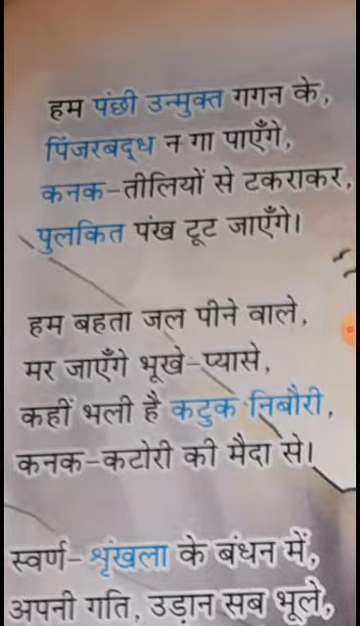 हम पंछी उन्मुक्त गगन के,
पिंजरबद्ध न गा पाएँगे,
कनक-तीलियों से टकराकर,
पुलकित पंख टूट जाएँगे।
हम बहता जल पीने वाले,
मर जाएँगे भूखे-प्यासे,
कहीं भली है कटुक निबौरी,
कनक-कटोरी की मैदा से।
स्वर्ण-शृंखला के बंधन में,
अपनी गति, उड़ान सब भूले,